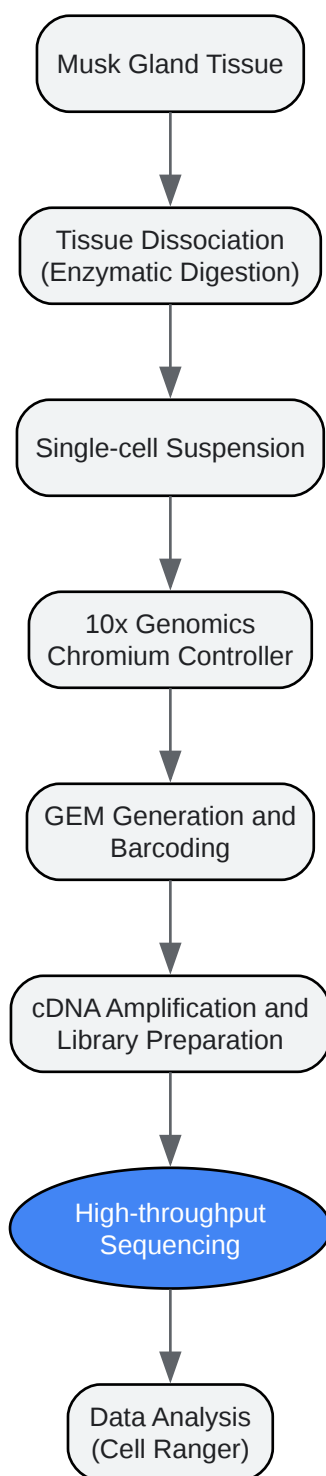 Musk Gland Tissue
Tissue Dissociation
(Enzymatic Digestion)
Single-cell Suspension
10x Genomics
Chromium Controller
GEM Generation and
Barcoding
cDNA Amplification and
Library Preparation
High-throughput
Sequencing
Data Analysis
(Cell Ranger)